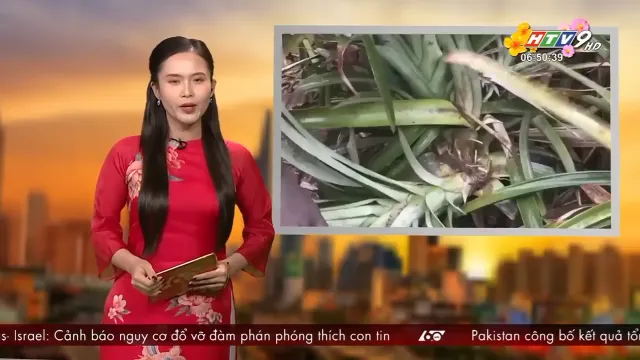 HTV9 HD
06:50:39
s- Israel: Cảnh báo nguy cơ đổ vỡ đàm phán phóng thích con tin
60
Pakistan công bố kết quả tổ